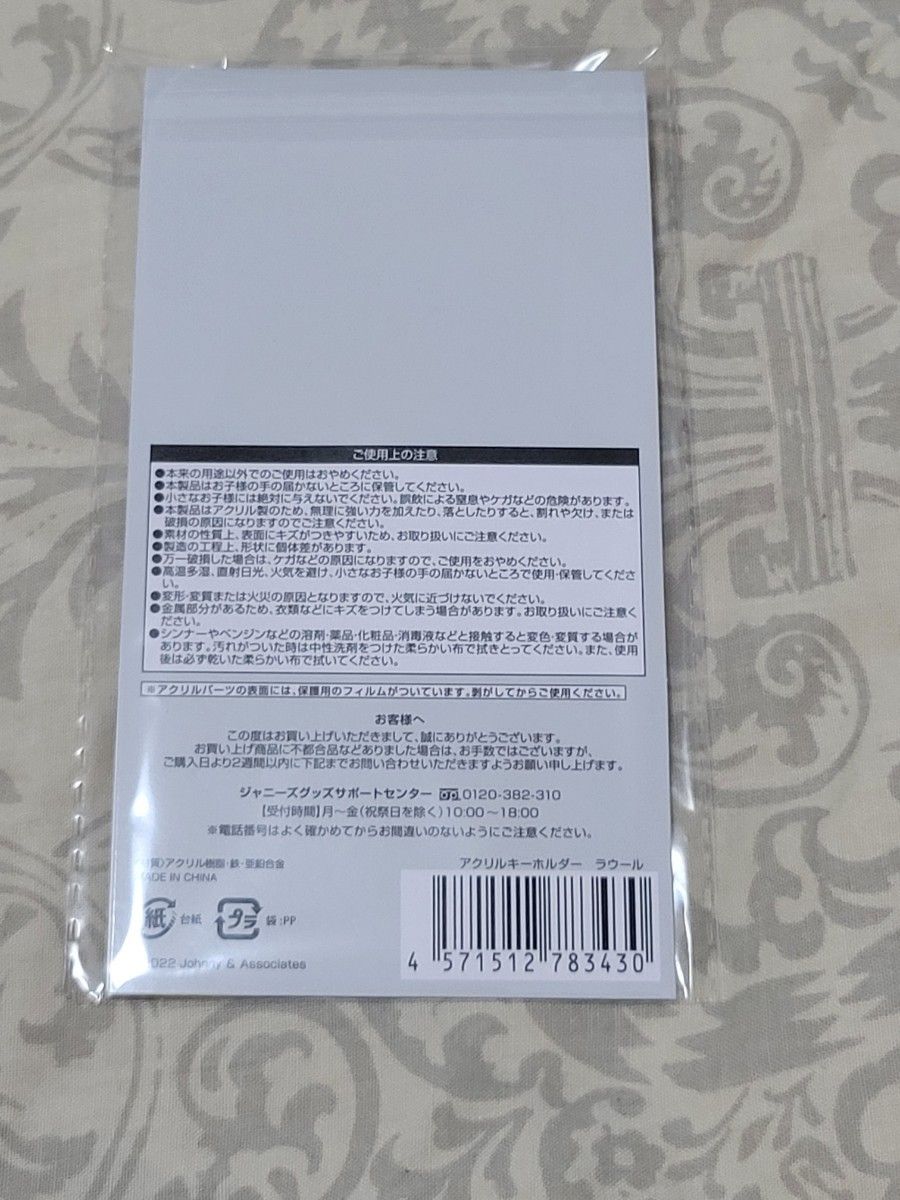 ご使用上の注意
●本来の用途以外でのご使用はおやめください。
●本製品はお子様の手の届かないところに保管してください。
●小さなお子様には絶対に与えないでください。誤飲による窒息やケガなどの危険があります。
●本製品はアクリル製のため、無理に強い力を加えたり、落としたりすると、割れや欠け、または
破損の原因になりますのでご注意ください。
●素材の性質上、表面にキズがつきやすいため、お取り扱いにご注意ください。
●製造の工程上、形状に個体差があります。
●万一破損した場合は、ケガなどの原因になりますので、ご使用をおやめください。
●高温多湿、直射日光、火気を避け、小さなお子様の手の届かないところで使用・保管してくださ
い。
●変形・変質または火災の原因となりますので、火気に近づけないでください。
●金属部分があるため、衣類などにキズをつけてしまう場合があります。お取り扱いにご注意く
ださい。
●シンナーやベンジンなどの溶剤・薬品・化粧品・消毒液などと接触すると変色・変質する場合が
あります。汚れがついた時は中性洗剤をつけた柔らかい布で拭きとってください。また、使用
後は必ず乾いた柔らかい布で拭いてください。
※アクリルパーツの表面には、保護用のフィルムがついています。剥がしてからご使用ください。
お客様へ
この度はお買い上げいただきまして、誠にありがとうございます。
お買い上げ商品に不都合品などありました場合は、お手数ではございますが、
ご購入日より2週間以内に下記までお問い合わせいただきますようお願い申し上げます。
ジャニーズグッズサポートセンター 0120-382-310
【受付時間】月〜金(祝祭日を除く)10:00〜18:00
※電話番号はよく確かめてからお間違いのないようにご注意ください。
質〉アクリル樹脂・鉄・亜鉛合金
MADE IN CHINA
紙 台紙 プラ 袋:PP
2022 Johnny & Associates
アクリルキーホルダー ラウール
4 571512 783430